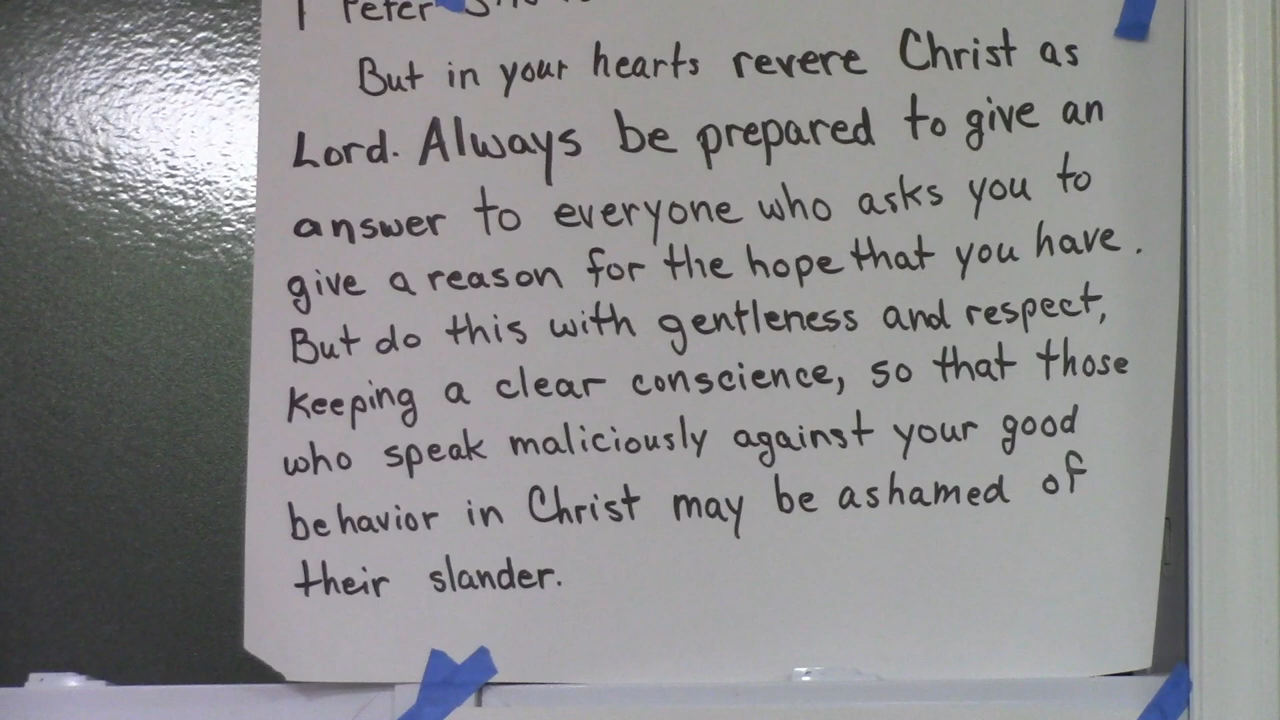 1 Peter
But in your hearts revere Christ as
Lord. Always be prepared to give an
answer to everyone who asks you to
give a reason for the hope that you have.
But do this with gentleness and respect,
keeping a clear conscience, so that those
who speak maliciously against your good
behavior in Christ may be ashamed of
their slander.